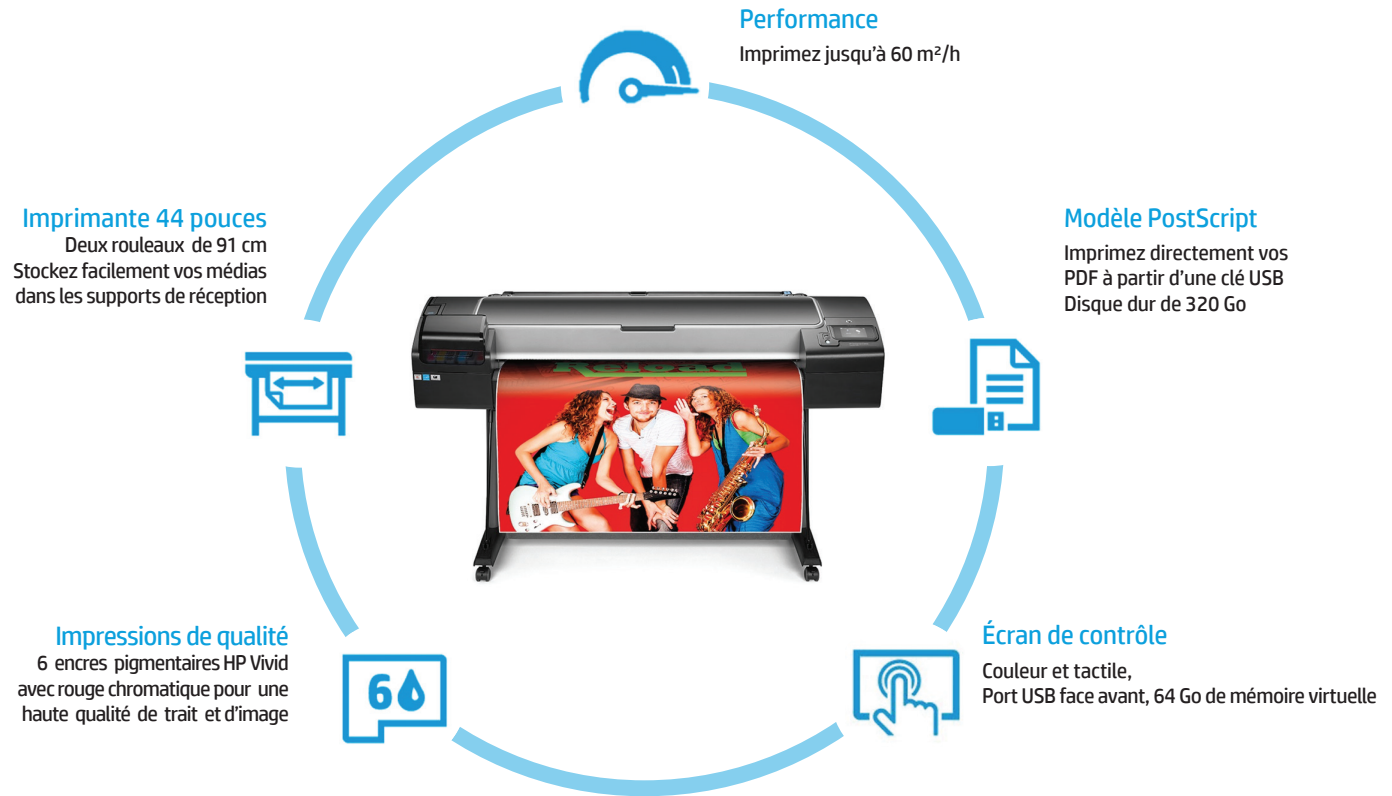 Performance
Imprimez jusqu'à 60 m²/h
Imprimante 44 pouces
Deux rouleaux de 91 cm
Stockez facilement vos médias
dans les supports de réception
Modèle PostScript
Imprimez directement vos
PDF à partir d'une clé USB
Disque dur de 320 Go
Reload
Impressions de qualité
6 encres pigmentaires HP Vivid
avec rouge chromatique pour une
haute qualité de trait et d'image
6
Écran de contrôle
Couleur et tactile,
Port USB face avant, 64 Go de mémoire virtuelle